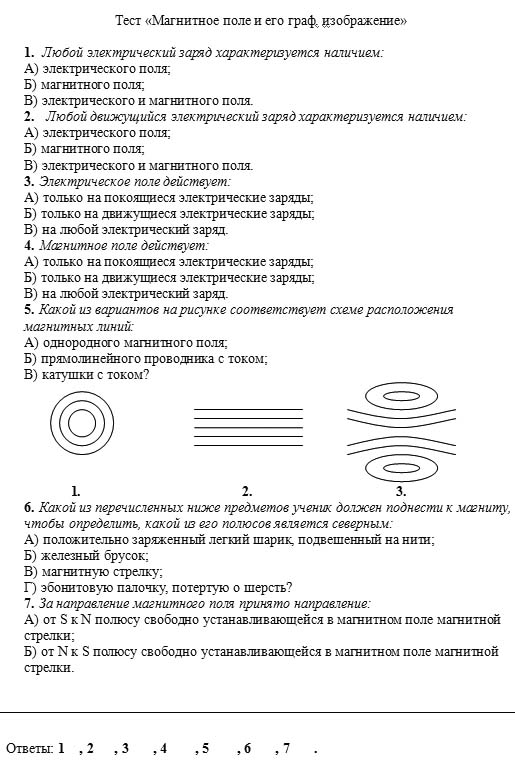 Тест «Магнитное поле и его граф. изображение»
1. Любой электрический заряд характеризуется наличием:
А) электрического поля;
Б) магнитного поля;
В) электрического и магнитного поля.
2. Любой движущийся электрический заряд характеризуется наличием:
А) электрического поля;
Б) магнитного поля;
В) электрического и магнитного поля.
3. Электрическое поле действует:
А) только на покоящиеся электрические заряды;
Б) только на движущиеся электрические заряды;
В) на любой электрический заряд.
4. Магнитное поле действует:
А) только на покоящиеся электрические заряды;
Б) только на движущиеся электрические заряды;
В) на любой электрический заряд.
5. Какой из вариантов на рисунке соответствует схеме расположения
магнитных линий:
А) однородного магнитного поля;
Б) прямолинейного проводника с током;
В) катушки с током?
1. 2. 3.
6. Какой из перечисленных ниже предметов ученик должен поднести к магниту,
чтобы определить, какой из его полюсов является северным:
А) положительно заряженный легкий шарик, подвешенный на нити;
Б) железный брусок;
В) магнитную стрелку;
Г) эбонитовую палочку, потертую о шерсть?
7. За направление магнитного поля принято направление:
А) от S к N полюсу свободно устанавливающейся в магнитном поле магнитной
стрелки;
Б) от N к S полюсу свободно устанавливающейся в магнитном поле магнитной
стрелки.
Ответы: 1 , 2 , 3 , 4 , 5 , 6 , 7 .